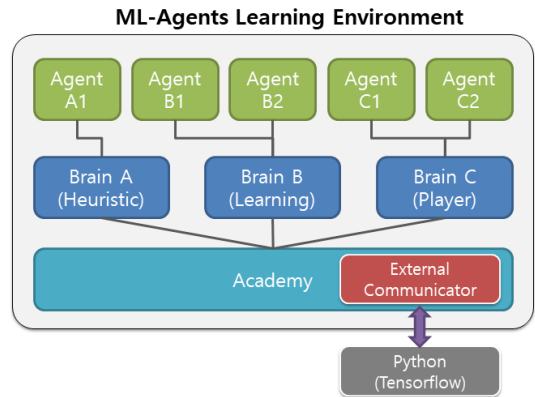 ML-Agents Learning Environment
Agent
A1
Agent
B1
Agent
B2
Agent
C1
Agent
C2
Brain A
(Heuristic)
Brain B
(Learning)
Brain C
(Player)
Academy
External
Communicator
Python
(Tensorflow)